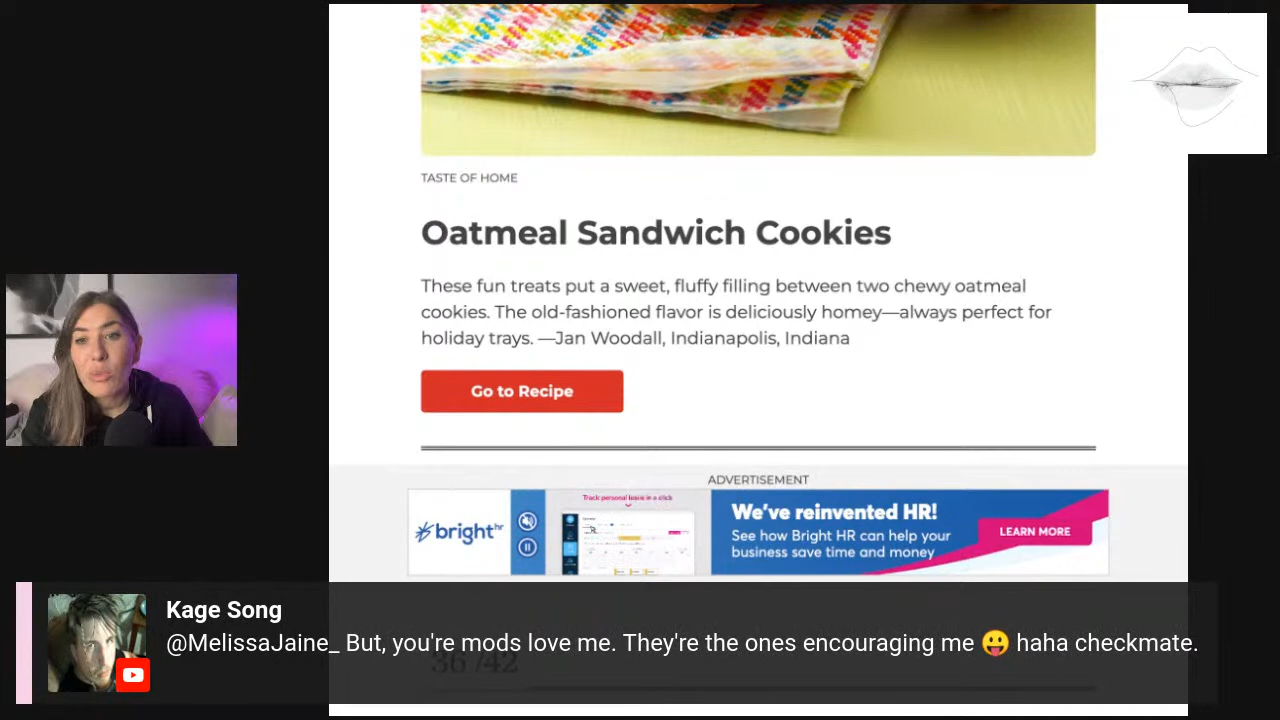 TASTE OF HOME
Oatmeal Sandwich Cookies
These fun treats put a sweet, fluffy filling between two chewy oatmeal
cookies. The old-fashioned flavor is deliciously homey—always perfect for
holiday trays. —Jan Woodall, Indianapolis, Indiana
Go to Recipe
ADVERTISEMENT
bright hr
Track personal leave in a click
We've reinvented HR!
See how Bright HR can help your
business save time and money
LEARN MORE
Kage Song
@MelissaJaine_ But, you're mods love me. They're the ones encouraging me 😛 haha checkmate.
36 /42